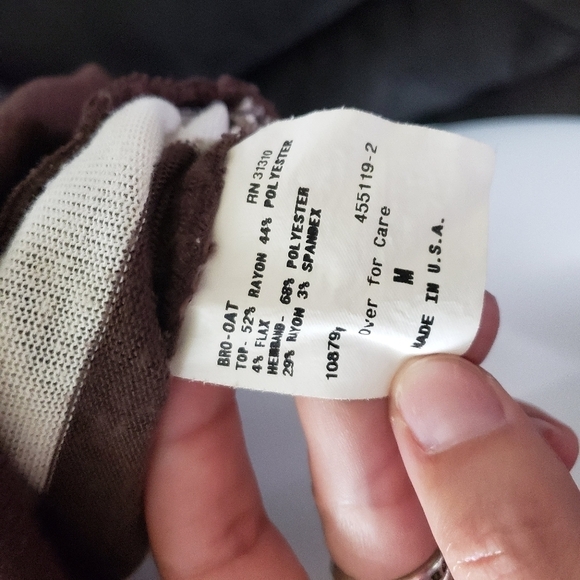 RN 31310
BRO-OAT
TOP- 52% RAYON 44% POLYESTER
4% FLAX
HEMBAND- 68% POLYESTER
29% RAYON 3% SPANDEX
10879
455119-2
Over for Care
M
MADE IN U.S.A.